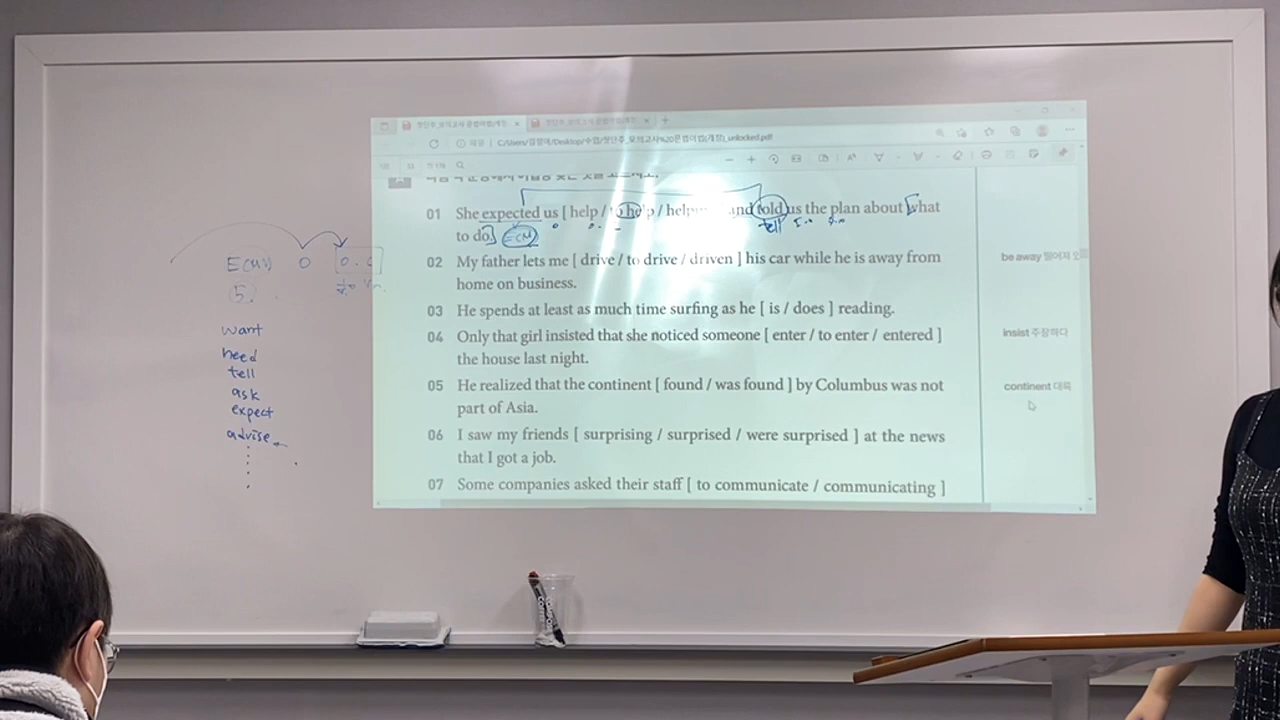 C:/Users/
_unlocked.pdf
01 She expected us [ help / to help / and told us the plan about [what
to do]
ECM
tell
02 My father lets me [ drive / to drive / driven ] his car while he is away from
home on business.
be away
03 He spends at least as much time surfing as he [ is / does ] reading.
04 Only that girl insisted that she noticed someone [ enter / to enter / entered ]
the house last night.
insist 주장하다
05 He realized that the continent [ found / was found ] by Columbus was not
part of Asia.
continent 대륙
06 I saw my friends [ surprising / surprised / were surprised ] at the news
that I got a job.
07 Some companies asked their staff [ to communicate / communicating ]
O
5
want
need
tell
ask
expect
advise